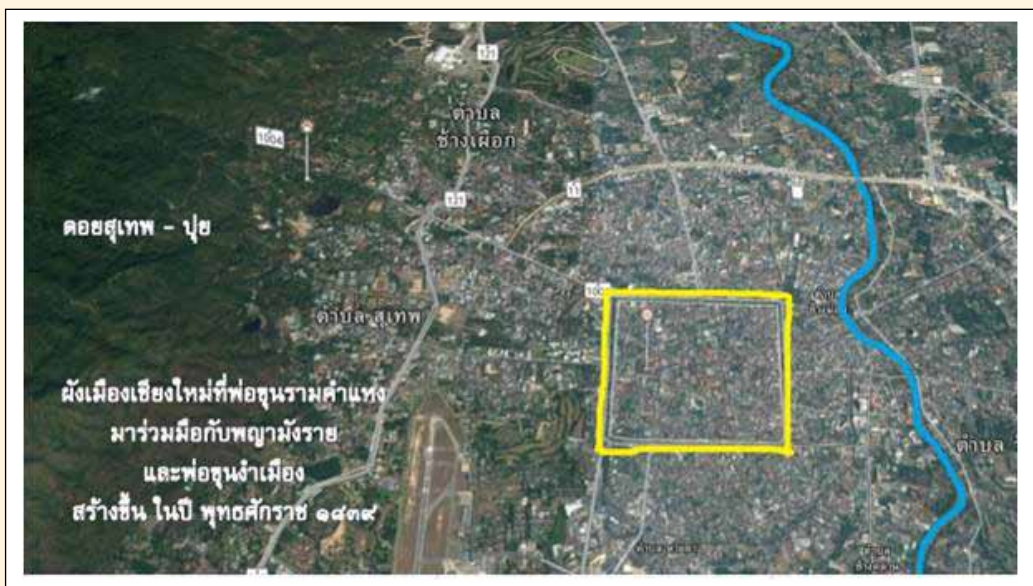 121
ตำบล
ช้างเผือก
1004
121
11
ดอยสุเทพ - ปุย
ตำบล สุเทพ
ผังเมืองเชียงใหม่ที่พ่อขุนรามคำแหง
มาร่วมมือกับพญามังราย
และพ่อขุนงำเมือง
สร้างขึ้น ในปี พุทธศักราช ๑๘๓๙
ตำบล